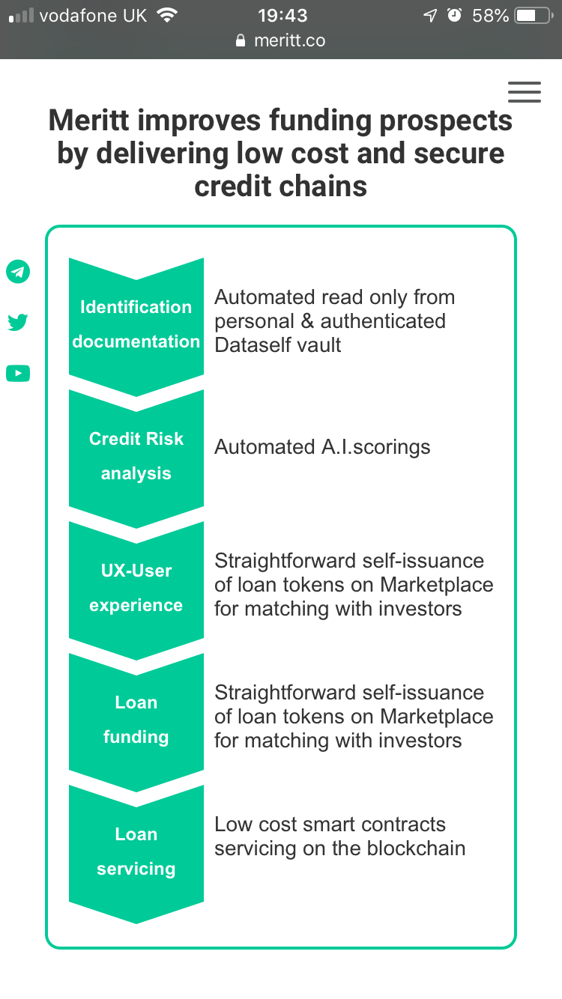 vodafone UK 19:43 58%
meritt.co
Meritt improves funding prospects
by delivering low cost and secure
credit chains
Identification
documentation
Automated read only from
personal & authenticated
Dataself vault
Credit Risk
analysis
Automated A.I.scorings
UX-User
experience
Straightforward self-issuance
of loan tokens on Marketplace
for matching with investors
Loan
funding
Straightforward self-issuance
of loan tokens on Marketplace
for matching with investors
Loan
servicing
Low cost smart contracts
servicing on the blockchain